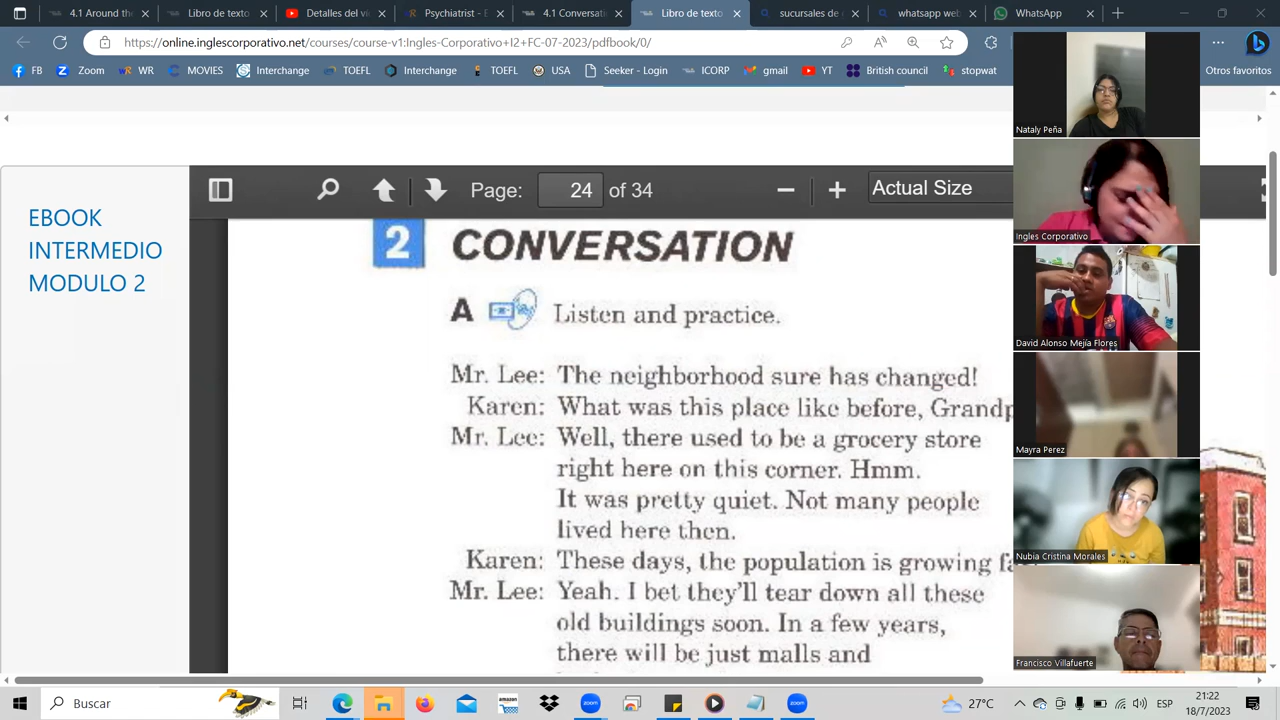 4.1 Around the
Libro de texto
Detalles del ví
Psychiatrist - E
4.1 Conversati
Libro de texto
sucursales de
whatsapp web
WhatsApp
https://online.inglescorporativo.net/courses/course-v1:Ingles-Corporativo+I2+FC-07-2023/pdfbook/0/
FB
Zoom
WR
MOVIES
Interchange
TOEFL
Interchange
TOEFL
USA
Seeker - Login
ICORP
gmail
YT
British council
stopwat
Otros favoritos
EBOOK
INTERMEDIO
MODULO 2
Page: 24 of 34
Actual Size
2 CONVERSATION
A Listen and practice.
Mr. Lee: The neighborhood sure has changed!
Karen: What was this place like before, Grandp
Mr. Lee: Well, there used to be a grocery store
right here on this corner. Hmm.
It was pretty quiet. Not many people
lived here then.
Karen: These days, the population is growing fa
Mr. Lee: Yeah. I bet they'll tear down all these
old buildings soon. In a few years,
there will be just malls and
Nataly Peña
Ingles Corporativo
David Alonso Mejía Flores
Mayra Perez
Nubia Cristina Morales
Francisco Villafuerte
Buscar
amazon
zoom
zoom
27°C
ESP
21:22
18/7/2023